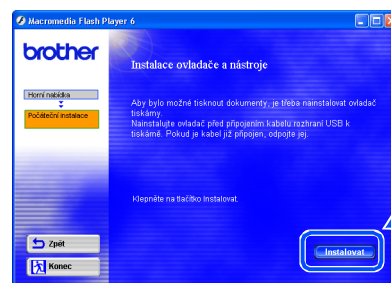 Macromedia Flash Player 6
brother
Instalace ovladače a nástroje
Horní nabídka
Počáteční instalace
Aby bylo možné tisknout dokumenty, je třeba nainstalovat ovladač
tiskárny.
Nainstalujte ovladač před připojením kabelu rozhraní USB k
tiskárně. Pokud je kabel již připojen, odpojte jej.
Klepněte na tlačítko Instalovat.
Zpět
Instalovat
Konec